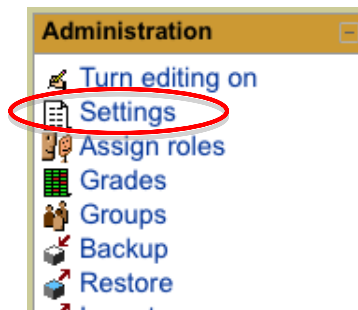 Administration
Turn editing on
Settings
Assign roles
Grades
Groups
Backup
Restore